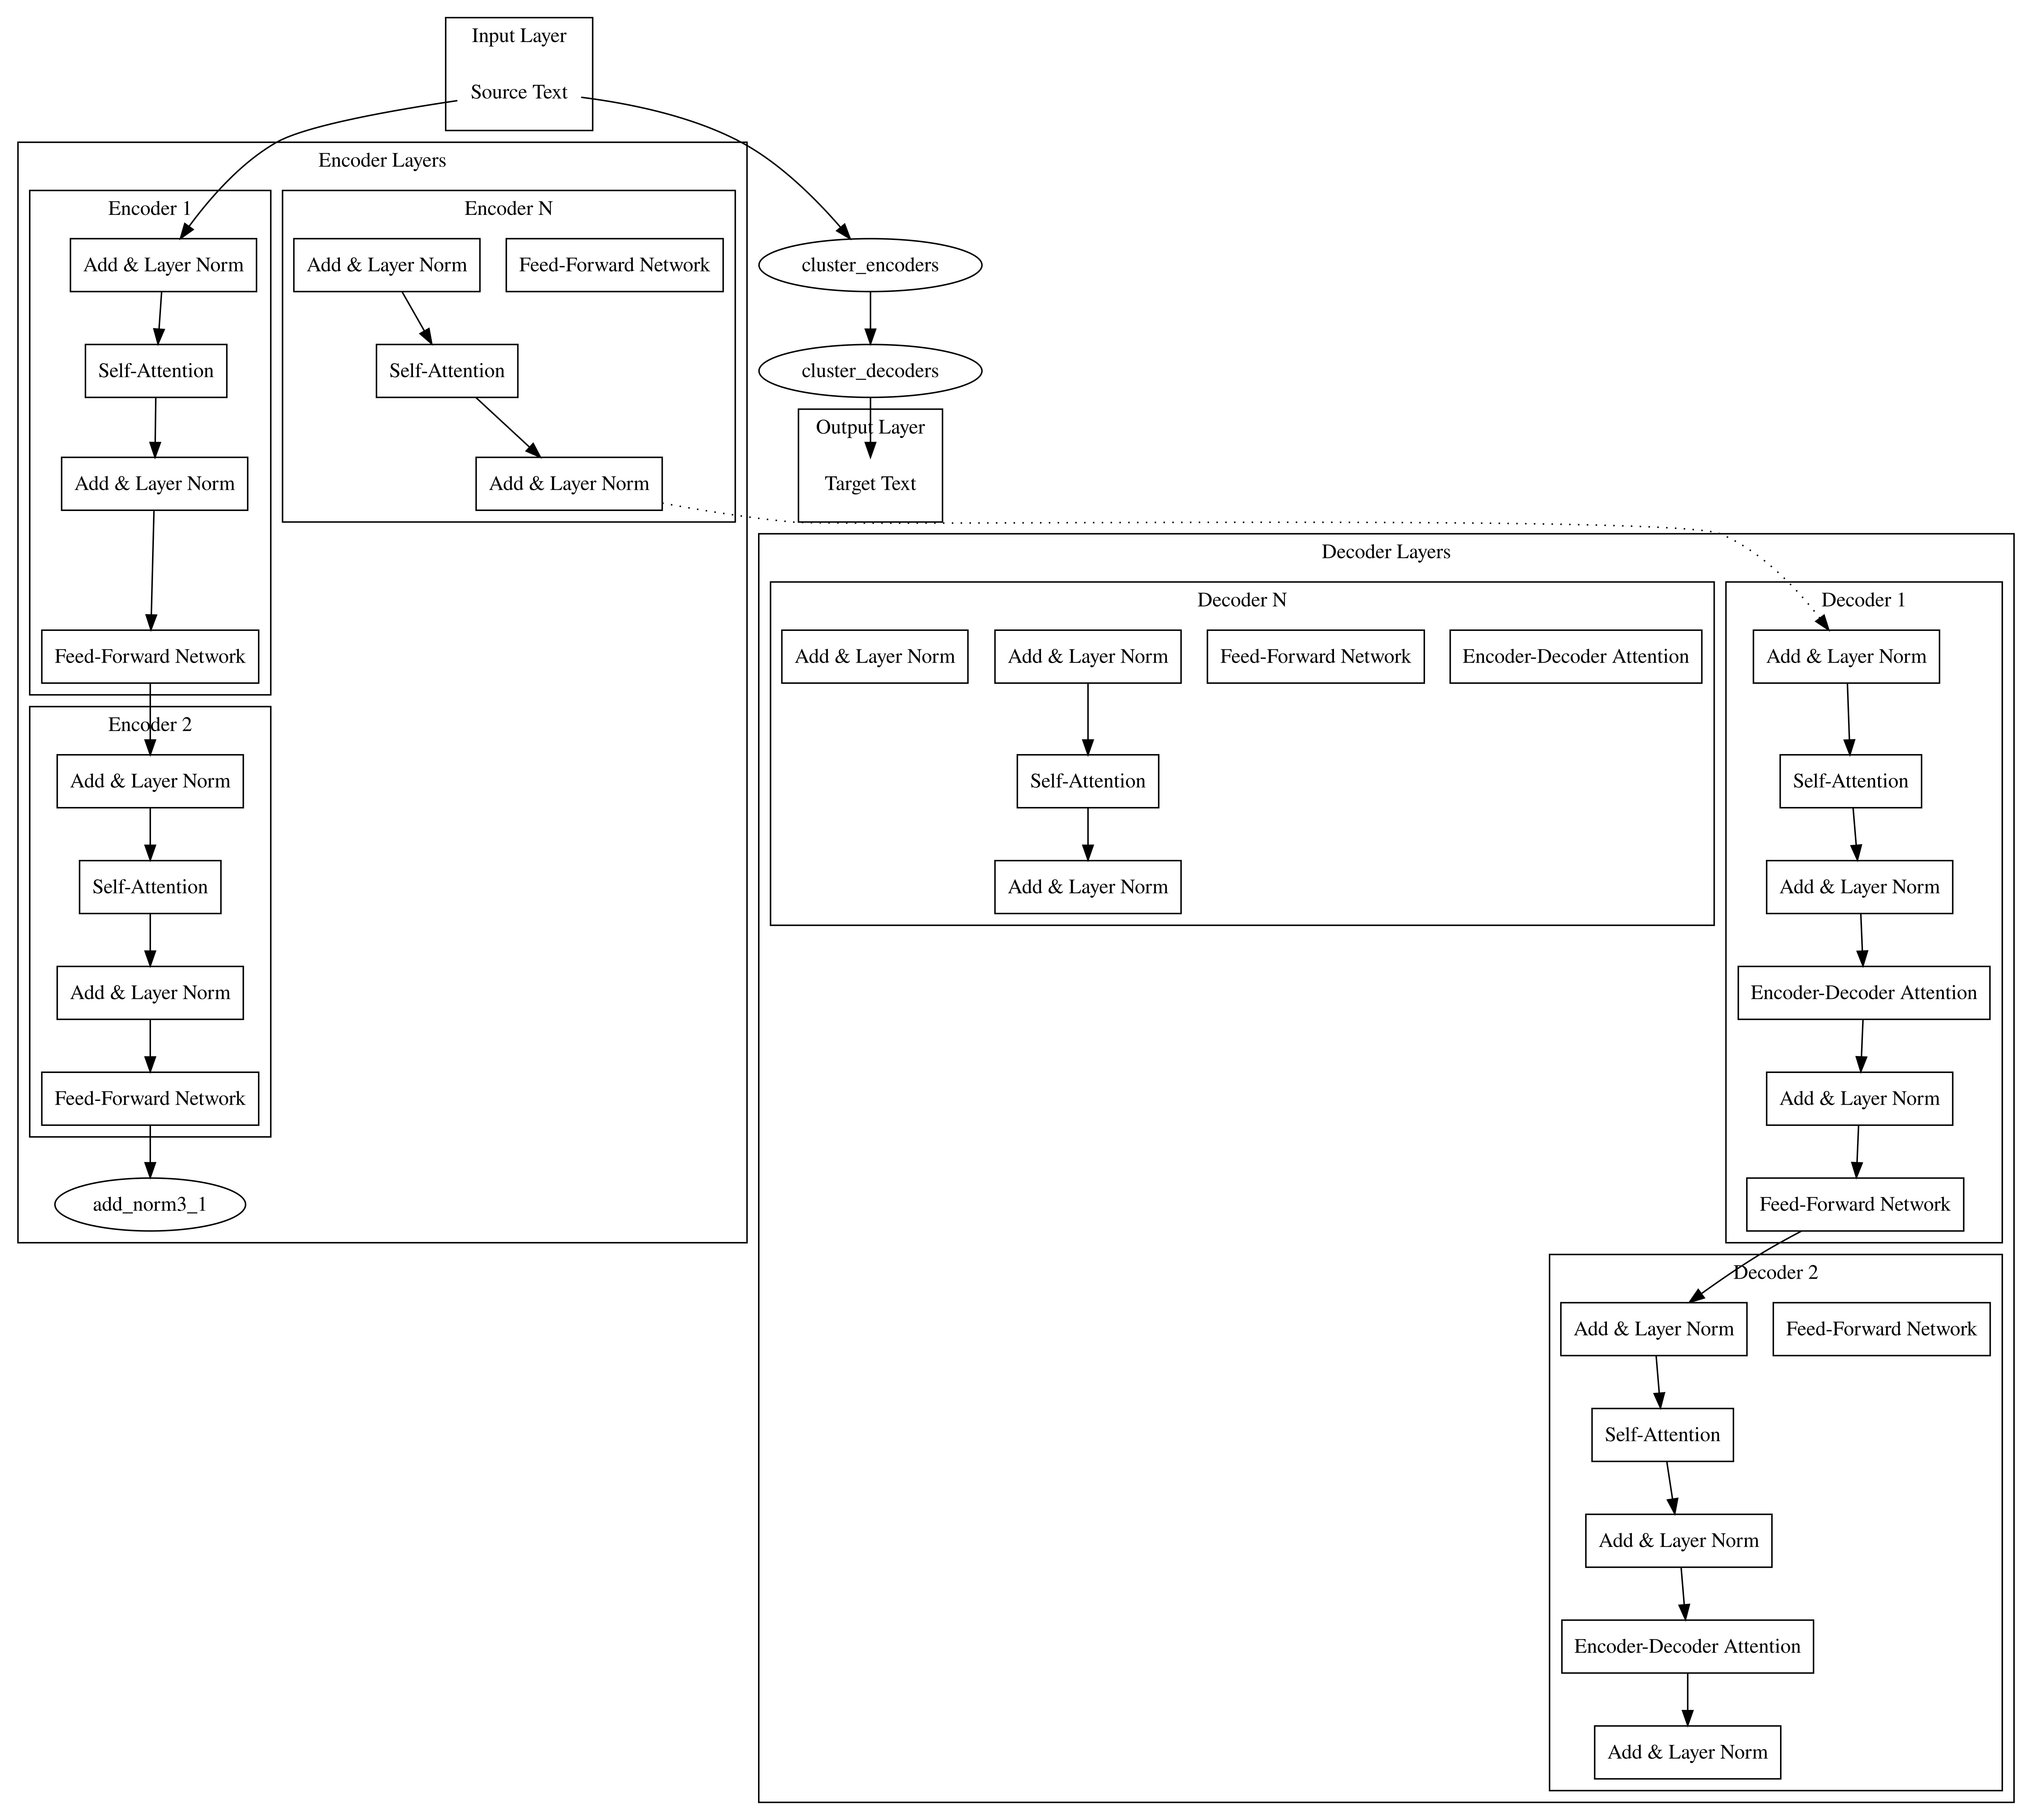 Input Layer
Source Text
Encoder Layers
Encoder 1
Add & Layer Norm
Self-Attention
Add & Layer Norm
Feed-Forward Network
Encoder N
Add & Layer Norm
Feed-Forward Network
Self-Attention
Add & Layer Norm
Encoder 2
Add & Layer Norm
Self-Attention
Add & Layer Norm
Feed-Forward Network
add_norm3_1
cluster_encoders
cluster_decoders
Output Layer
Target Text
Decoder Layers
Decoder N
Add & Layer Norm
Add & Layer Norm
Feed-Forward Network
Encoder-Decoder Attention
Self-Attention
Add & Layer Norm
Decoder 1
Add & Layer Norm
Self-Attention
Add & Layer Norm
Encoder-Decoder Attention
Add & Layer Norm
Feed-Forward Network
Decoder 2
Add & Layer Norm
Feed-Forward Network
Self-Attention
Add & Layer Norm
Encoder-Decoder Attention
Add & Layer Norm